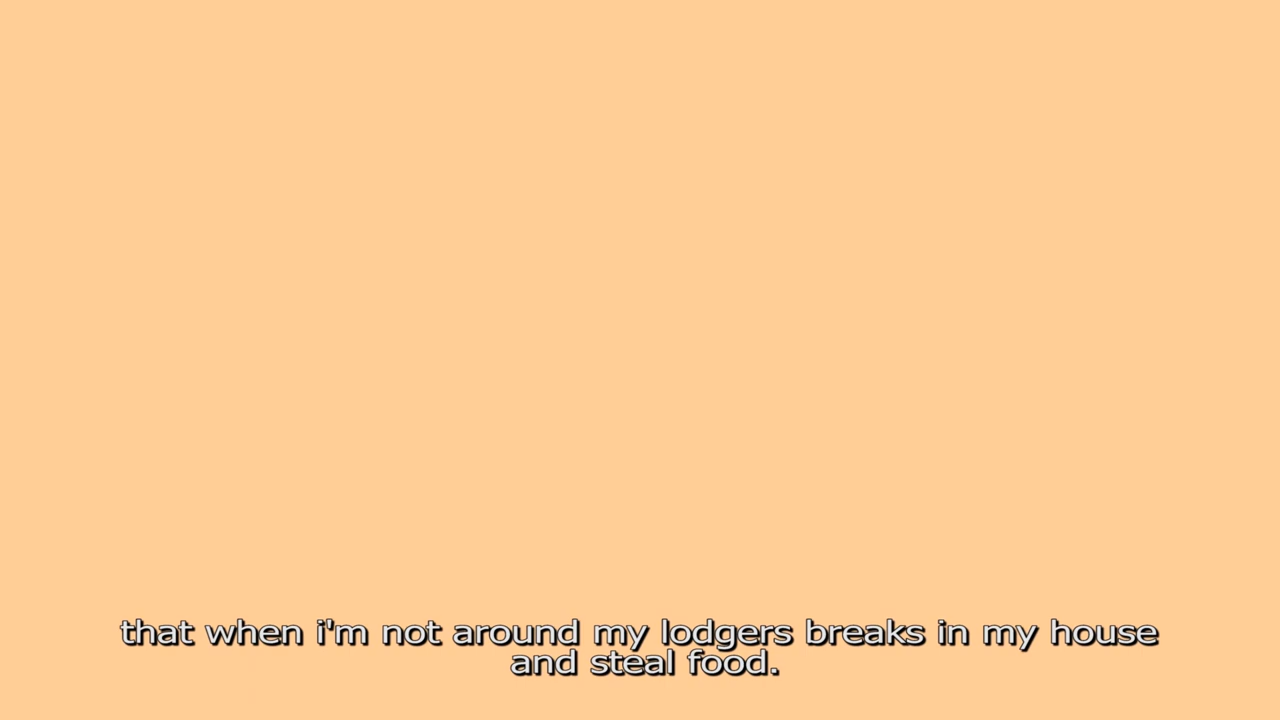 that when i'm not around my lodgers breaks in my house
and steal food.